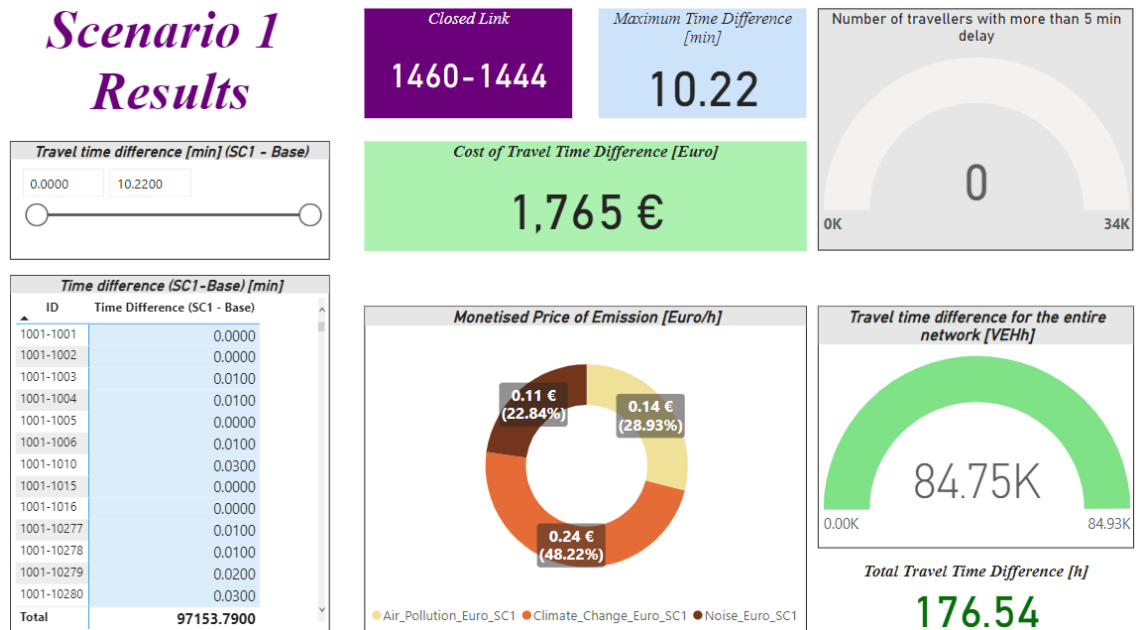 Scenario 1
Results
Closed Link
1460-1444
Maximum Time Difference
[min]
10.22
Number of travellers with more than 5 min
delay
0
0K
34K
Travel time difference [min] (SC1 - Base)
0.0000
10.2200
Cost of Travel Time Difference [Euro]
1,765 €
Time difference (SC1-Base) [min]
ID Time Difference (SC1 - Base)
1001-1001 0.0000
1001-1002 0.0000
1001-1003 0.0100
1001-1004 0.0100
1001-1005 0.0000
1001-1006 0.0100
1001-1010 0.0300
1001-1015 0.0000
1001-1016 0.0000
1001-10277 0.0100
1001-10278 0.0100
1001-10279 0.0200
1001-10280 0.0300
Total 97153.7900
Monetised Price of Emission [Euro/h]
0.11 €
(22.84%)
0.14 €
(28.93%)
0.24 €
(48.22%)
Air_Pollution_Euro_SC1 Climate_Change_Euro_SC1 Noise_Euro_SC1
Travel time difference for the entire
network [VEHh]
84.75K
0.00K
84.93K
Total Travel Time Difference [h]
176.54